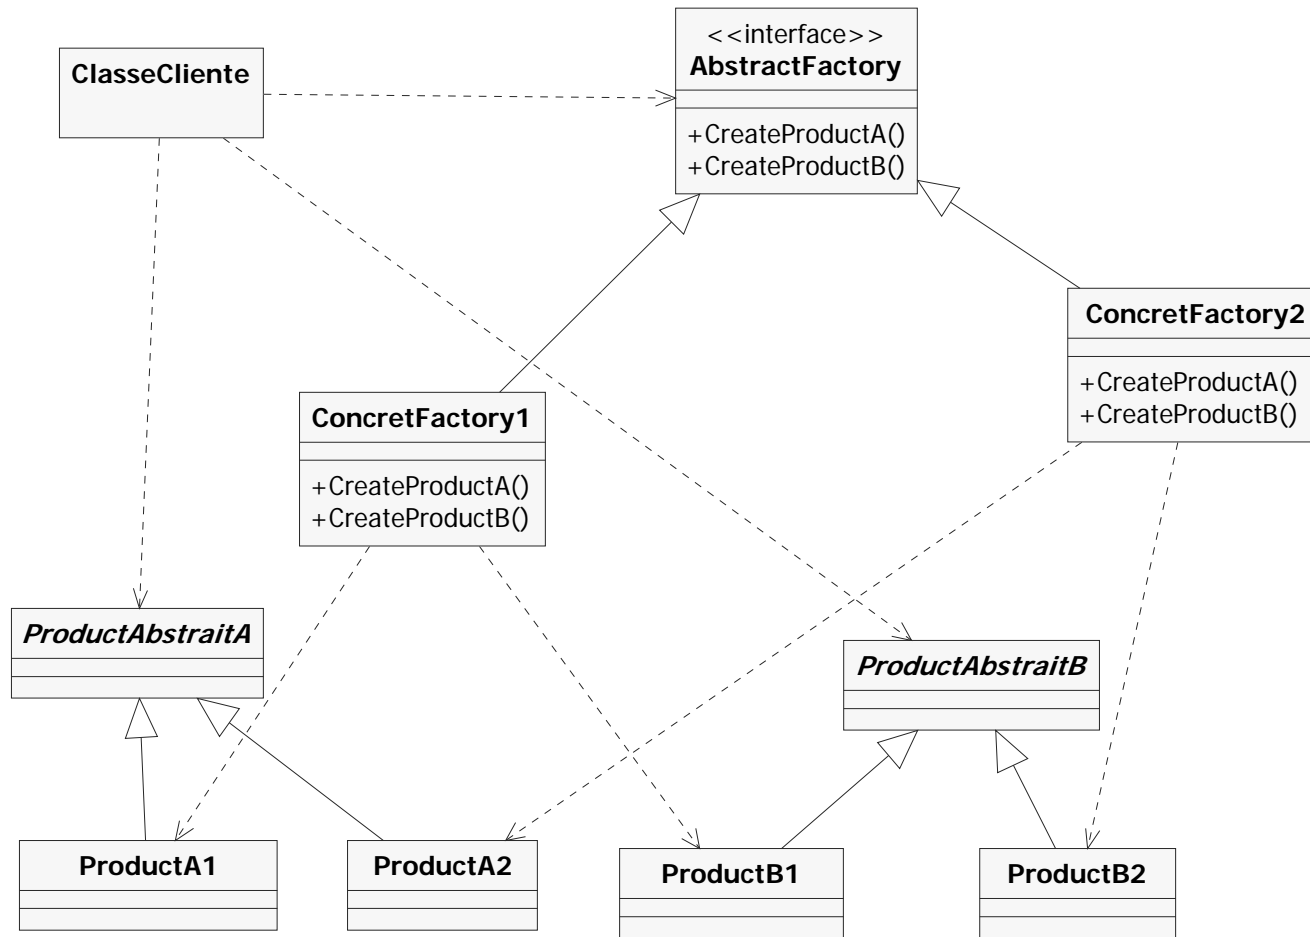 <<interface>>
AbstractFactory
+CreateProductA()
+CreateProductB()
ClasseCliente
ConcretFactory2
+CreateProductA()
+CreateProductB()
ConcretFactory1
+CreateProductA()
+CreateProductB()
ProductAbstraitA
ProductAbstraitB
ProductA1
ProductA2
ProductB1
ProductB2